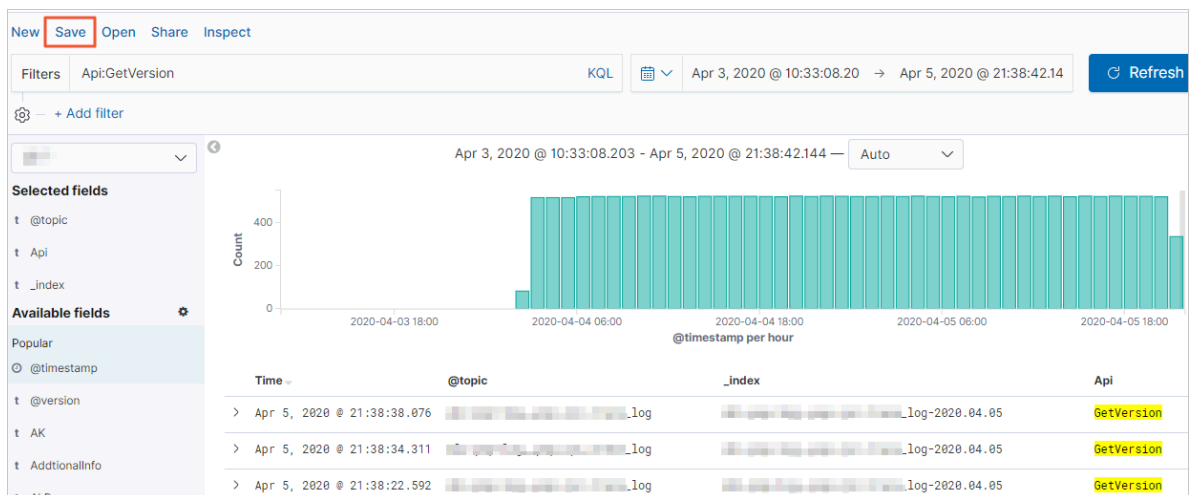 New Save Open Share Inspect
Filters Api:GetVersion KQL Apr 3, 2020 @ 10:33:08.20 → Apr 5, 2020 @ 21:38:42.14 Refresh
+ Add filter
Apr 3, 2020 @ 10:33:08.203 - Apr 5, 2020 @ 21:38:42.144 — Auto
Selected fields
t @topic
t Api
t _index
Available fields
Popular
@timestamp
t @version
t AK
t AddtionalInfo
Count
400
200
0
2020-04-03 18:00 2020-04-04 06:00 2020-04-04 18:00 2020-04-05 06:00 2020-04-05 18:00
@timestamp per hour
Time @topic _index Api
> Apr 5, 2020 @ 21:38:38.076 _log _log-2020.04.05 GetVersion
> Apr 5, 2020 @ 21:38:34.311 _log _log-2020.04.05 GetVersion
> Apr 5, 2020 @ 21:38:22.592 _log _log-2020.04.05 GetVersion